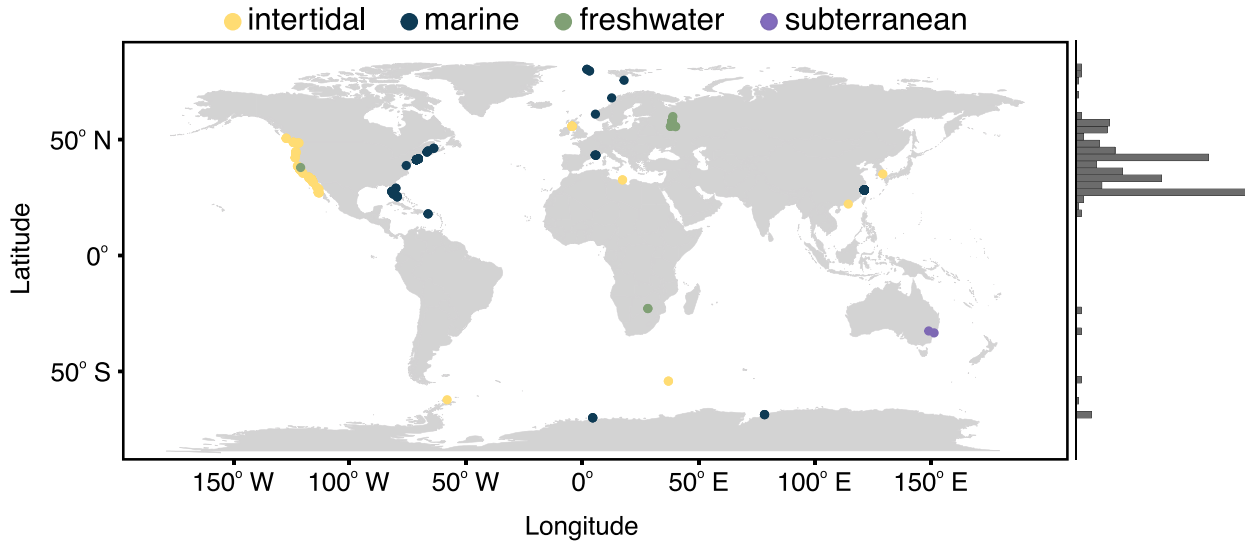 intertidal marine freshwater subterranean
Latitude
50° N
0°
50° S
150° W 100° W 50° W 0° 50° E 100° E 150° E
Longitude